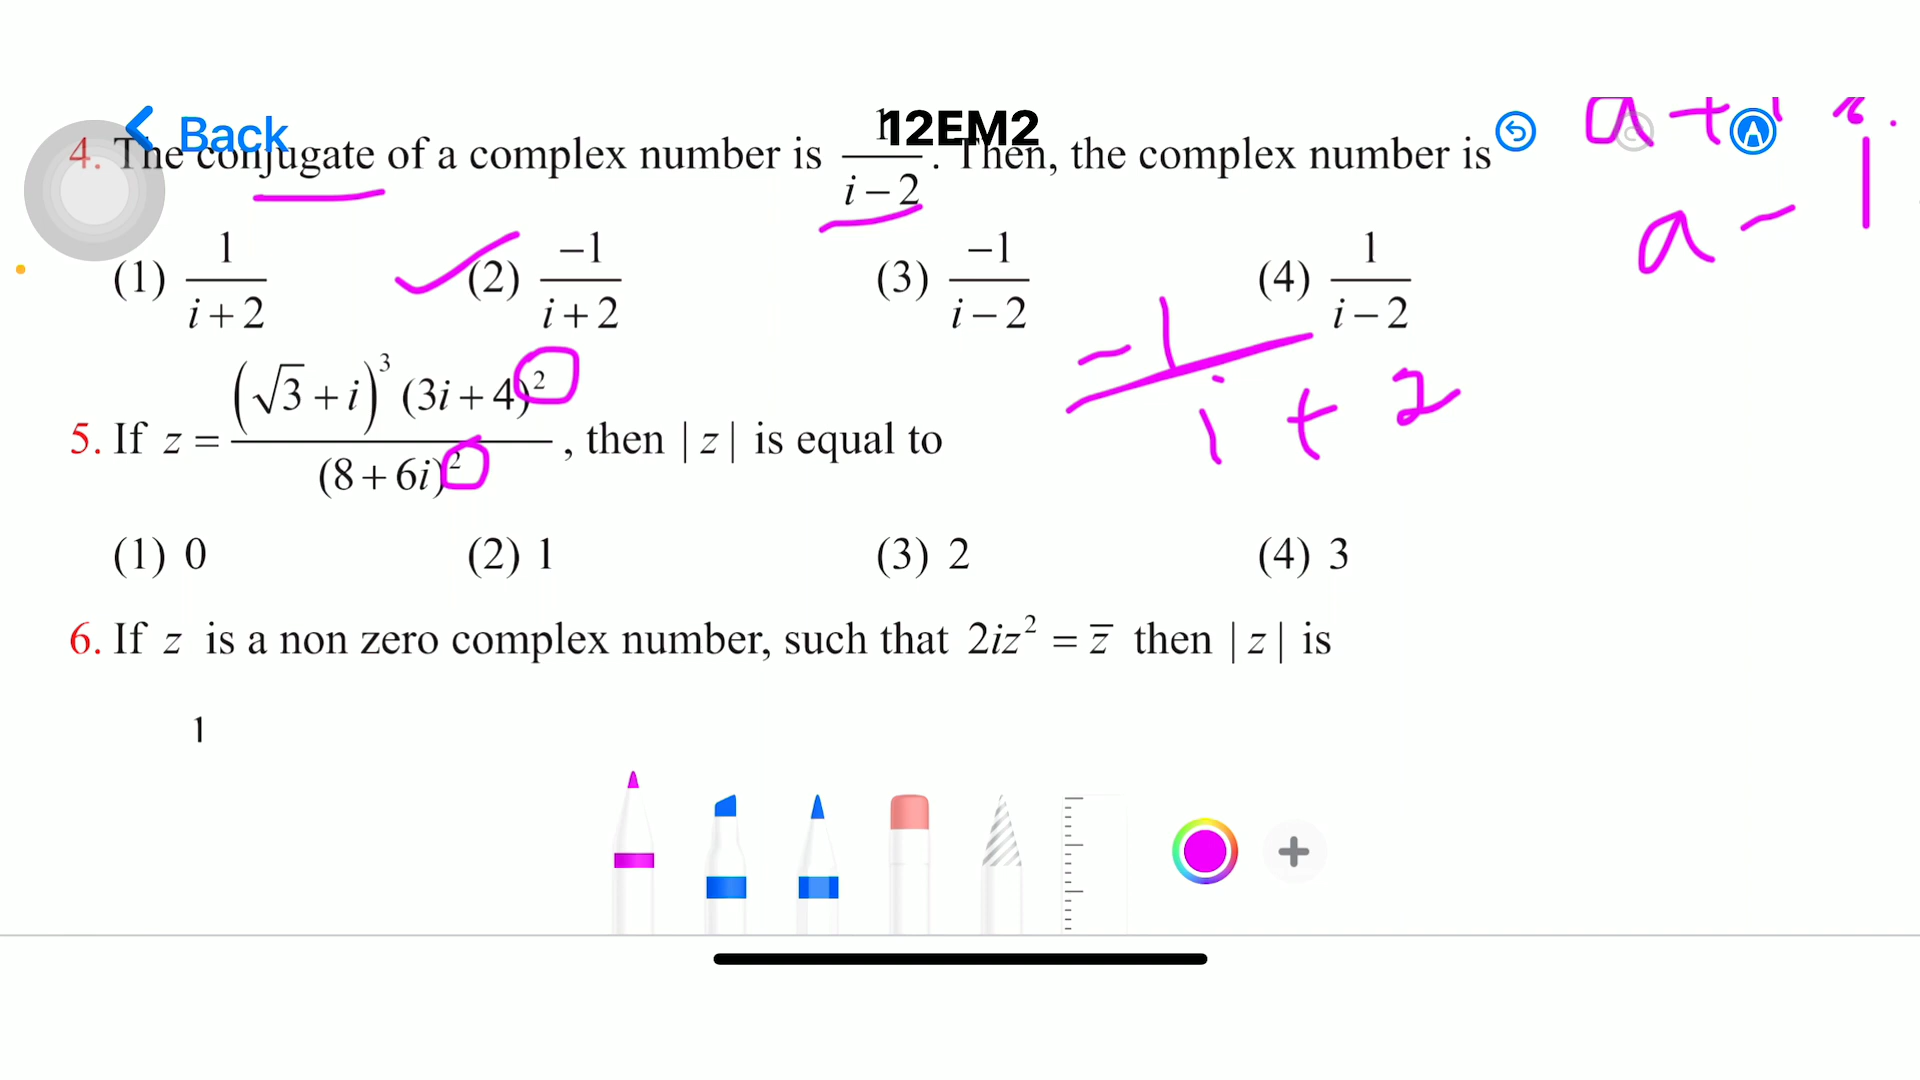 Back
12EM2
a + i
4. The conjugate of a complex number is 1/(i − 2). Then, the complex number is
a − 1
(1) 1/(i + 2) (2) −1/(i + 2) (3) −1/(i − 2) (4) 1/(i − 2)
−1/(i + 2)
5. If z = (√3 + i)³ (3i + 4)² / (8 + 6i)², then | z | is equal to
(1) 0 (2) 1 (3) 2 (4) 3
6. If z is a non zero complex number, such that 2iz² = z̅ then | z | is
1